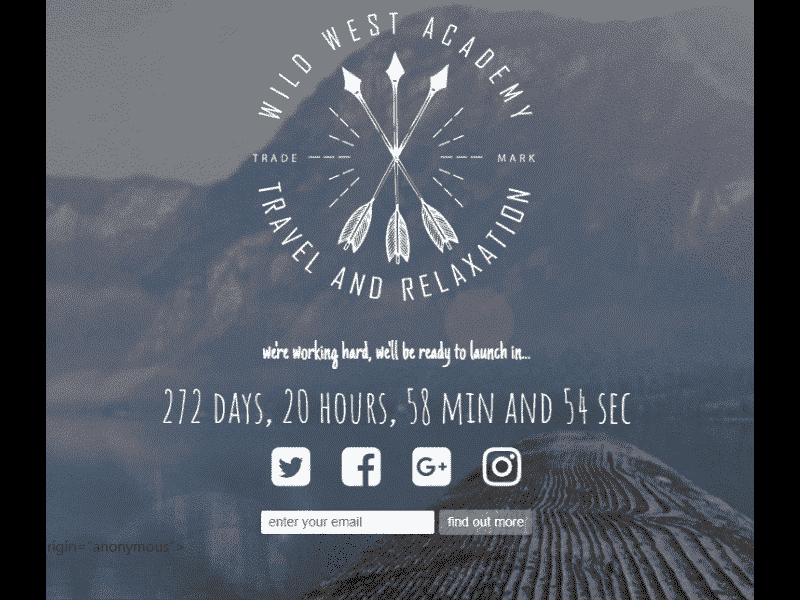 WILD WEST ACADEMY
TRADE MARK
TRAVEL AND RELAXATION
we're working hard, we'll be ready to launch in...
272 DAYS, 20 HOURS, 58 MIN AND 54 SEC
enter your email find out more
rigin="anonymous">